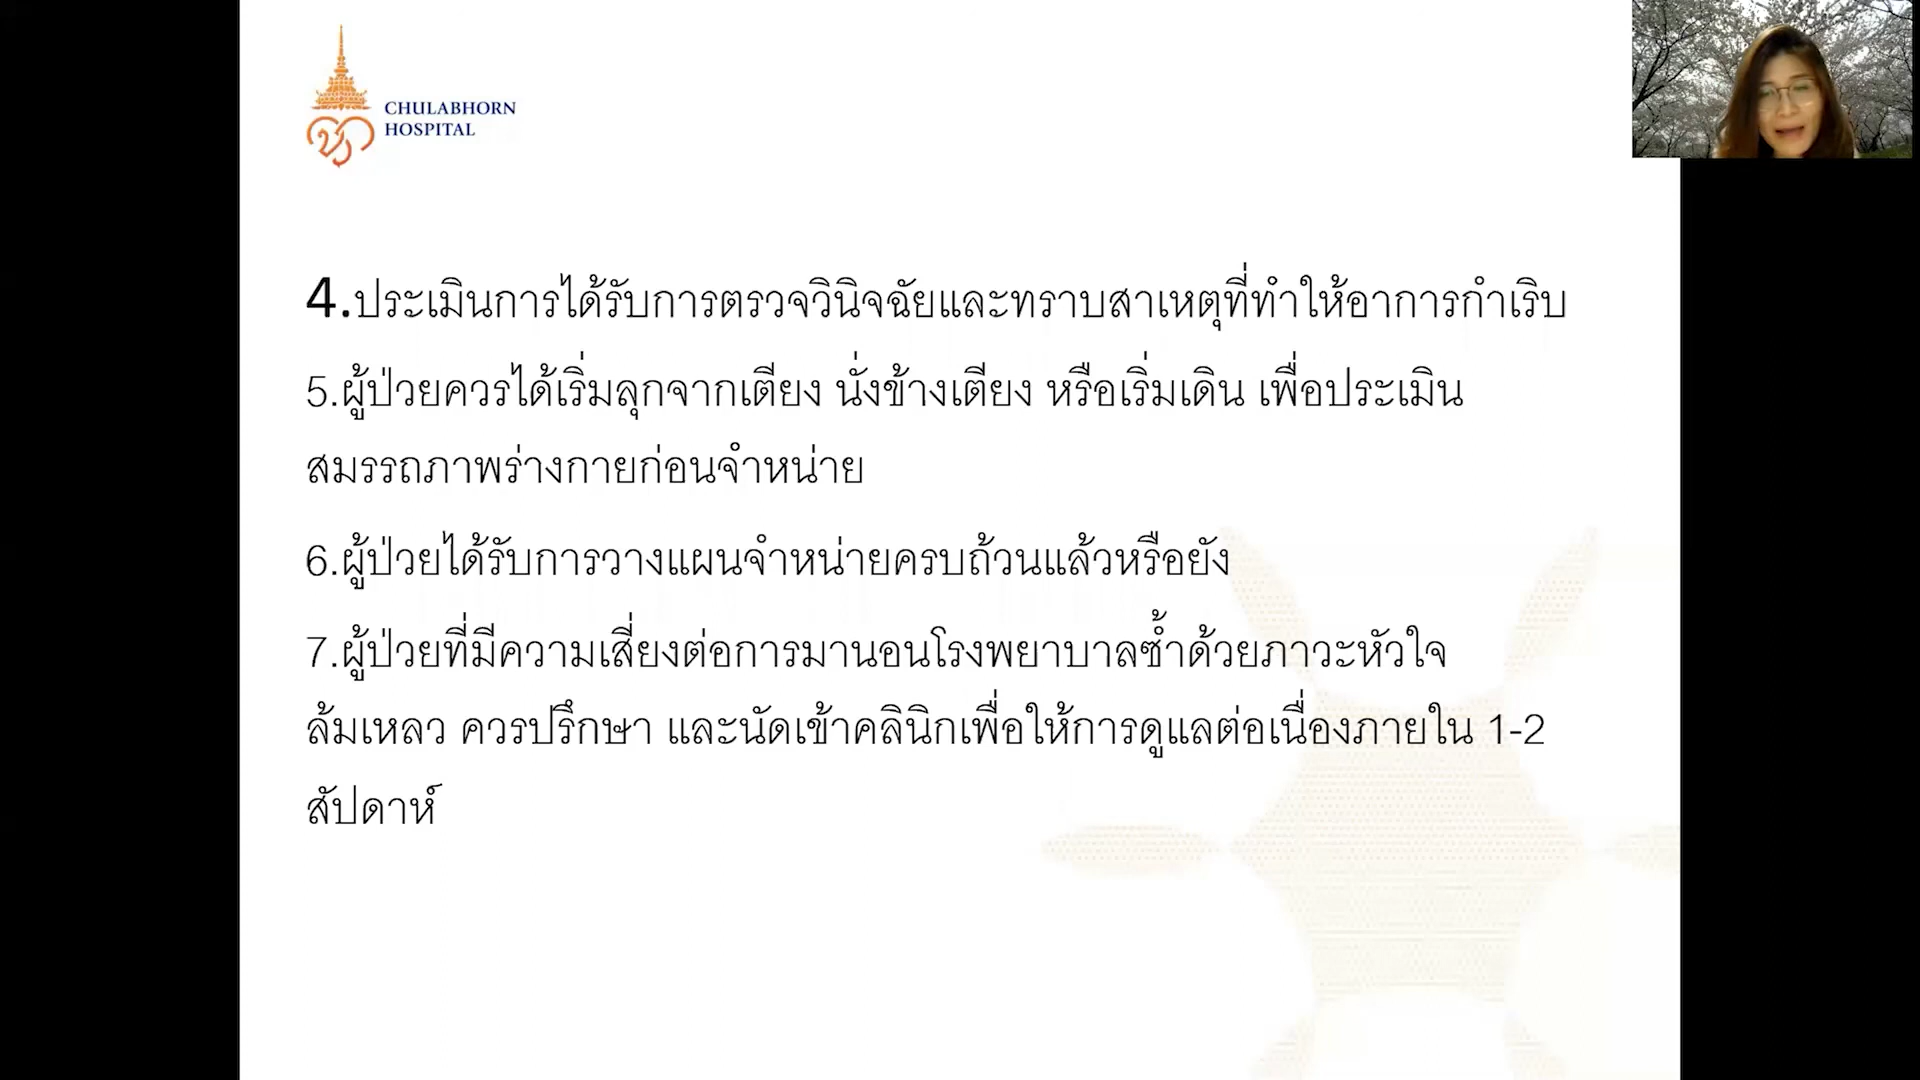 CHULABHORN
HOSPITAL
4.ประเมินการได้รับการตรวจวินิจฉัยและทราบสาเหตุที่ทำให้อาการกำเริบ
5.ผู้ป่วยควรได้เริ่มลุกจากเตียง นั่งข้างเตียง หรือเริ่มเดิน เพื่อประเมิน
สมรรถภาพร่างกายก่อนจำหน่าย
6.ผู้ป่วยได้รับการวางแผนจำหน่ายครบถ้วนแล้วหรือยัง
7.ผู้ป่วยที่มีความเสี่ยงต่อการมานอนโรงพยาบาลซ้ำด้วยภาวะหัวใจ
ล้มเหลว ควรปรึกษา และนัดเข้าคลินิกเพื่อให้การดูแลต่อเนื่องภายใน 1-2
สัปดาห์